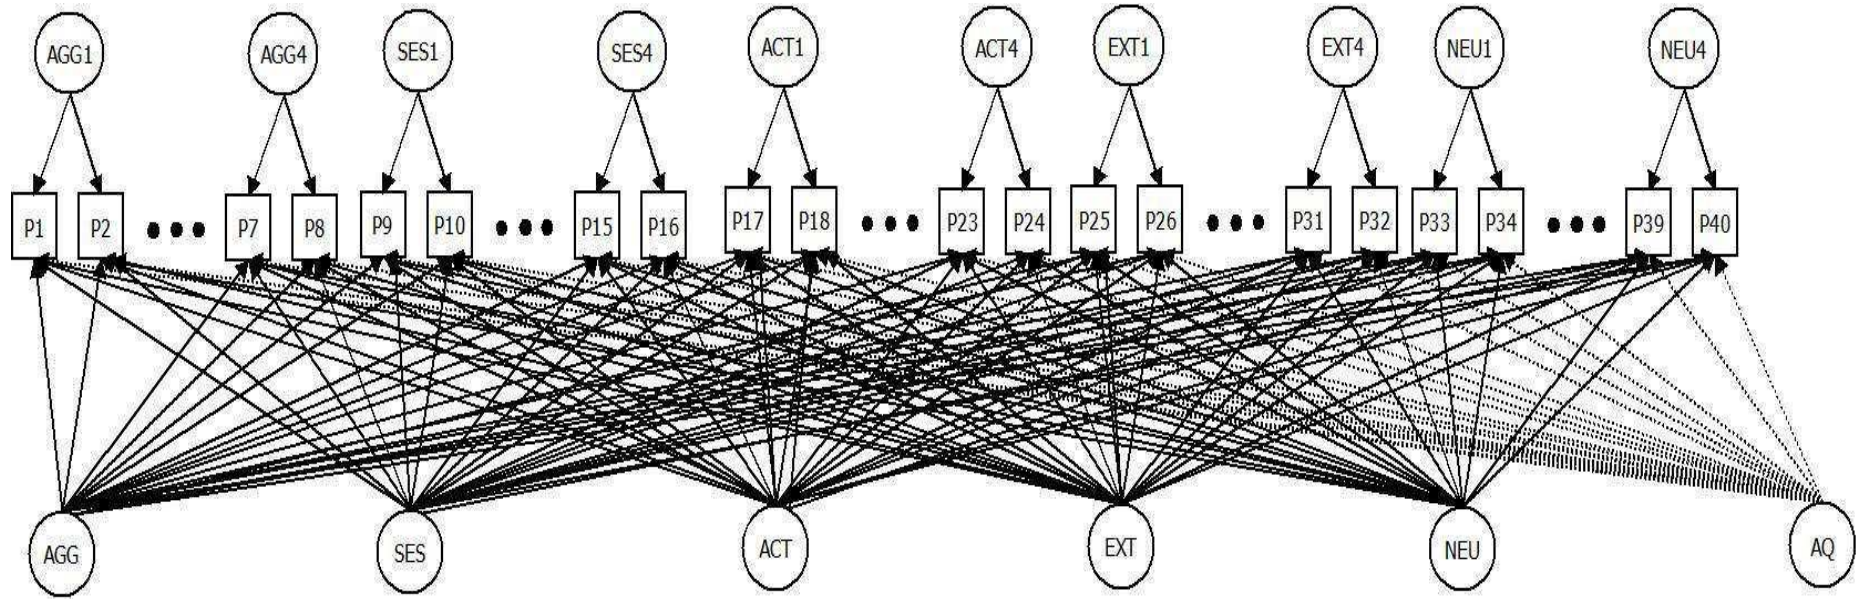 AGG1 AGG4 SES1 SES4 ACT1 ACT4 EXT1 EXT4 NEU1 NEU4
P1 P2 P7 P8 P9 P10 P15 P16 P17 P18 P23 P24 P25 P26 P31 P32 P33 P34 P39 P40
AGG SES ACT EXT NEU AQ